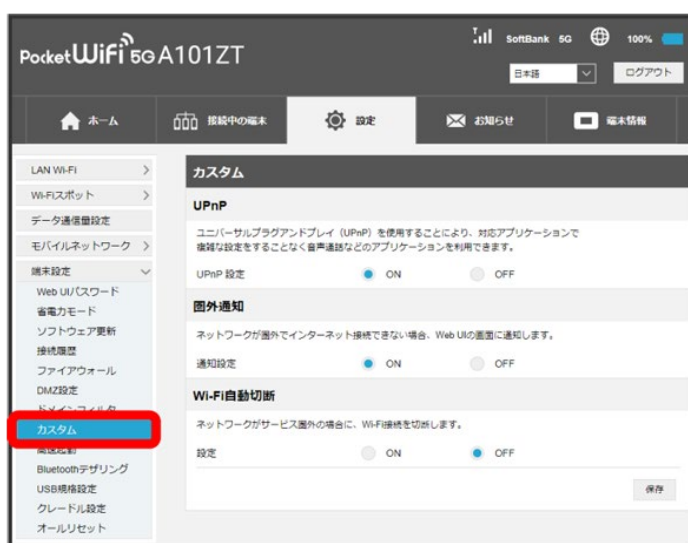 Pocket WiFi 5G A101ZT
SoftBank 5G 100%
日本語 ログアウト
ホーム 接続中の端末 設定 お知らせ 端末情報
LAN Wi-Fi
Wi-Fiスポット
データ通信量設定
モバイルネットワーク
端末設定
Web UIパスワード
省電力モード
ソフトウェア更新
接続履歴
ファイアウォール
DMZ設定
ドメインフィルタ
カスタム
高速起動
Bluetoothテザリング
USB規格設定
クレードル設定
オールリセット
カスタム
UPnP
ユニバーサルプラグアンドプレイ（UPnP）を使用することにより、対応アプリケーションで
複雑な設定をすることなく音声通話などのアプリケーションを利用できます。
UPnP 設定 ON OFF
圏外通知
ネットワークが圏外でインターネット接続できない場合、Web UIの画面に通知します。
通知設定 ON OFF
Wi-Fi自動切断
ネットワークがサービス圏外の場合に、Wi-Fi接続を切断します。
設定 ON OFF
保存